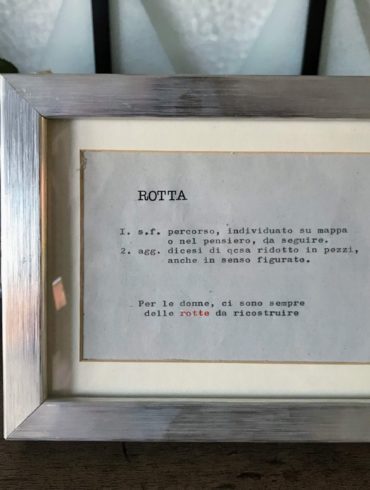 ROTTA
1. s.f. percorso, individuato su mappa
o nel pensiero, da seguire.
2. agg. dicesi di qcsa ridotto in pezzi,
anche in senso figurato.
Per le donne, ci sono sempre
delle rotte da ricostruire